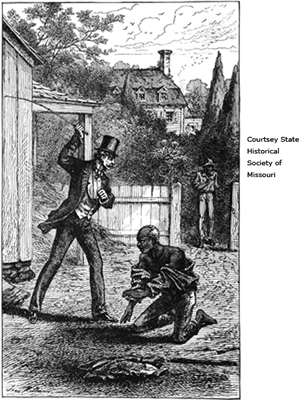 Courtsey State
Historical
Society of
Missouri